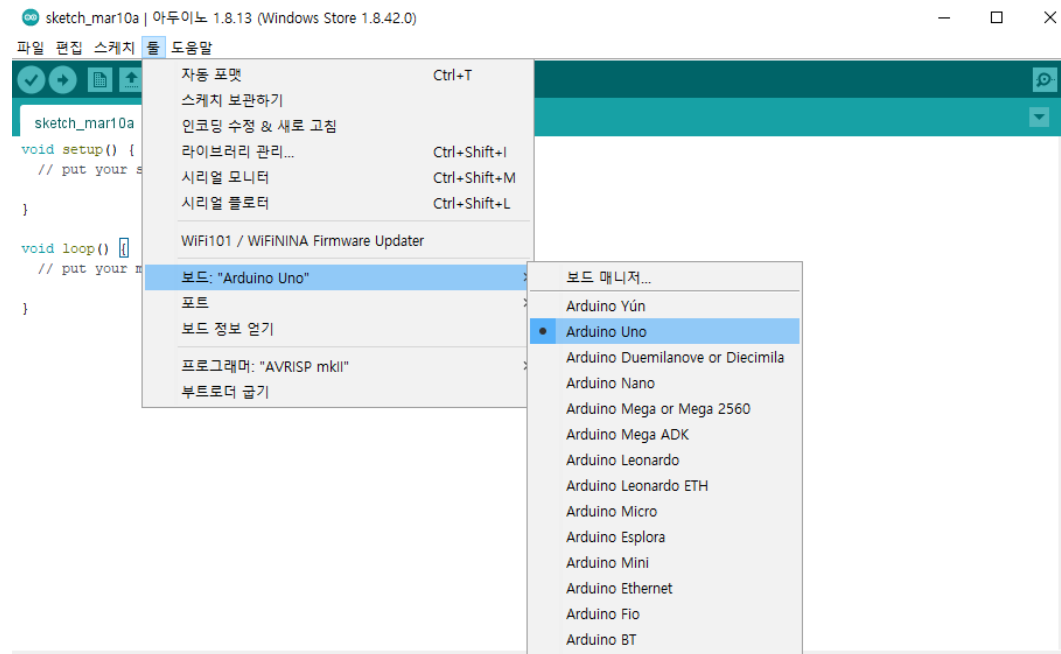 sketch_mar10a | 아두이노 1.8.13 (Windows Store 1.8.42.0)
파일 편집 스케치 툴 도움말
sketch_mar10a
void setup() {
// put your s
}
void loop() {
// put your m
}
자동 포맷 Ctrl+T
스케치 보관하기
인코딩 수정 & 새로 고침
라이브러리 관리... Ctrl+Shift+I
시리얼 모니터 Ctrl+Shift+M
시리얼 플로터 Ctrl+Shift+L
WiFi101 / WiFiNINA Firmware Updater
보드: "Arduino Uno"
포트
보드 정보 얻기
프로그래머: "AVRISP mkII"
부트로더 굽기
보드 매니저...
Arduino Yún
Arduino Uno
Arduino Duemilanove or Diecimila
Arduino Nano
Arduino Mega or Mega 2560
Arduino Mega ADK
Arduino Leonardo
Arduino Leonardo ETH
Arduino Micro
Arduino Esplora
Arduino Mini
Arduino Ethernet
Arduino Fio
Arduino BT